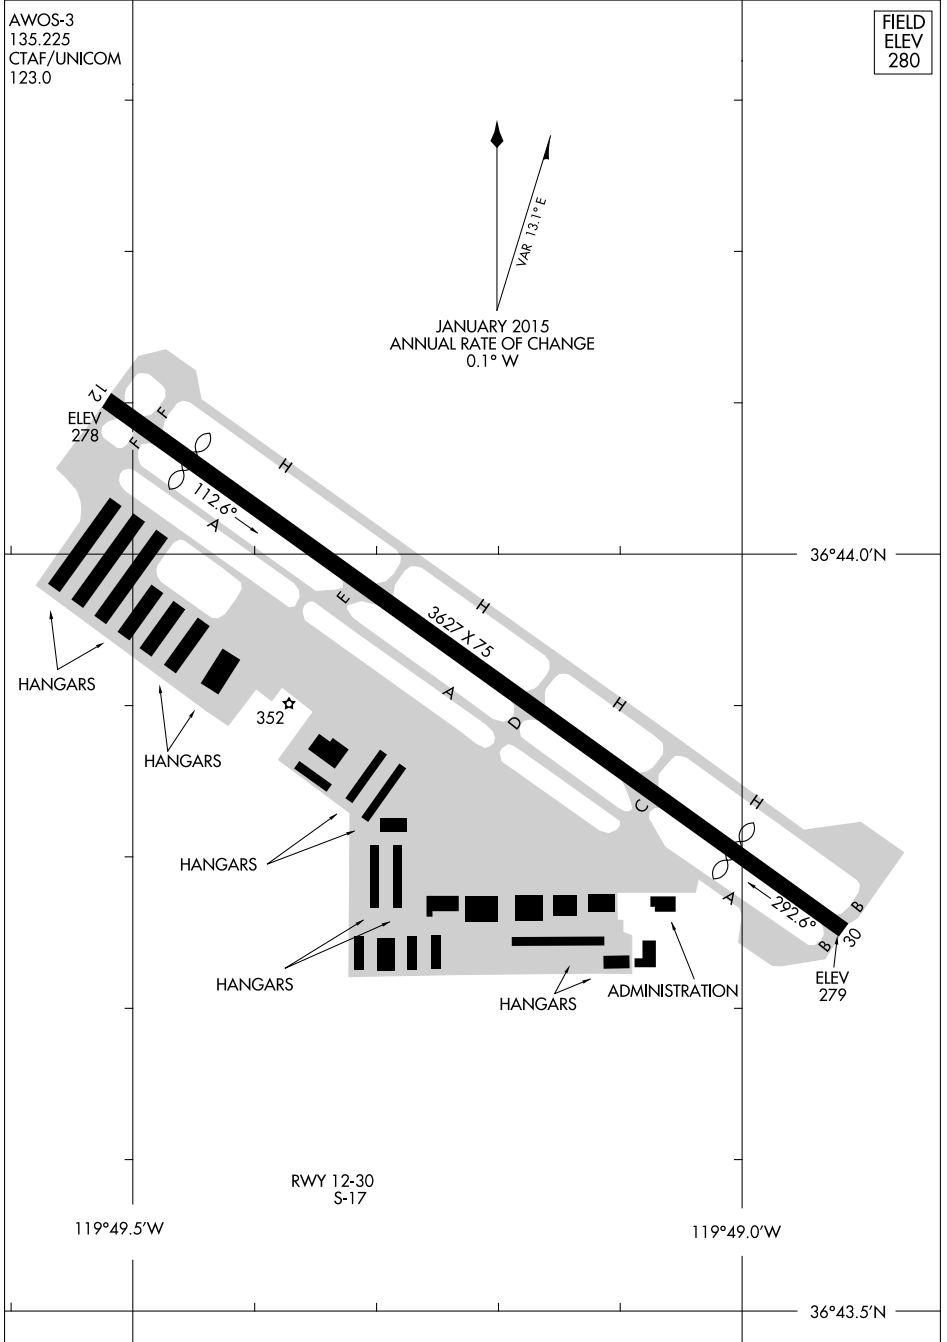 AWOS-3
135.225
CTAF/UNICOM
123.0
FIELD
ELEV
280
VAR 13.1° E
JANUARY 2015
ANNUAL RATE OF CHANGE
0.1° W
12
ELEV
278
F
F
H
112.6°
A
36°44.0'N
E
H
3627 X 75
HANGARS
A
H
D
352
HANGARS
C
H
HANGARS
A
292.6°
B
B
30
HANGARS
HANGARS
ADMINISTRATION
ELEV
279
RWY 12-30
S-17
119°49.5'W
119°49.0'W
36°43.5'N